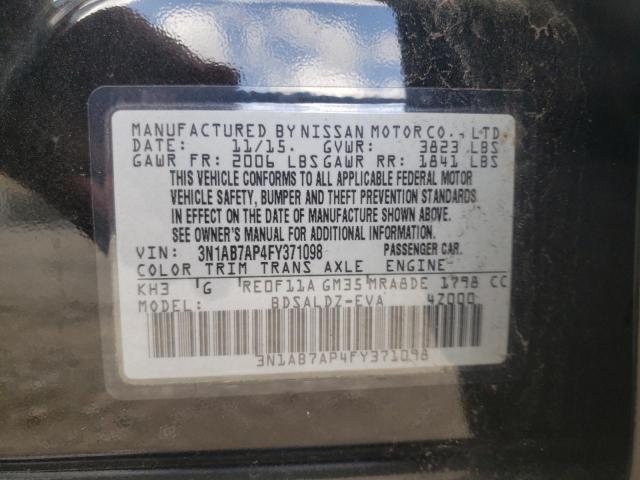 MANUFACTURED BY NISSAN MOTOR CO., LTD.
DATE: 11/15. GVWR: 3823 LBS
GAWR FR: 2006 LBS GAWR RR: 1841 LBS
THIS VEHICLE CONFORMS TO ALL APPLICABLE FEDERAL MOTOR
VEHICLE SAFETY, BUMPER AND THEFT PREVENTION STANDARDS
IN EFFECT ON THE DATE OF MANUFACTURE SHOWN ABOVE.
SEE OWNER'S MANUAL FOR ADDITIONAL INFORMATION.
VIN: 3N1AB7AP4FY371098 PASSENGER CAR.
COLOR TRIM TRANS AXLE ENGINE
KH3 G RE0F11A GM35 MRA8DE 1798 CC
MODEL: BDSALDZ-EVA 4Z000
3N1AB7AP4FY371098